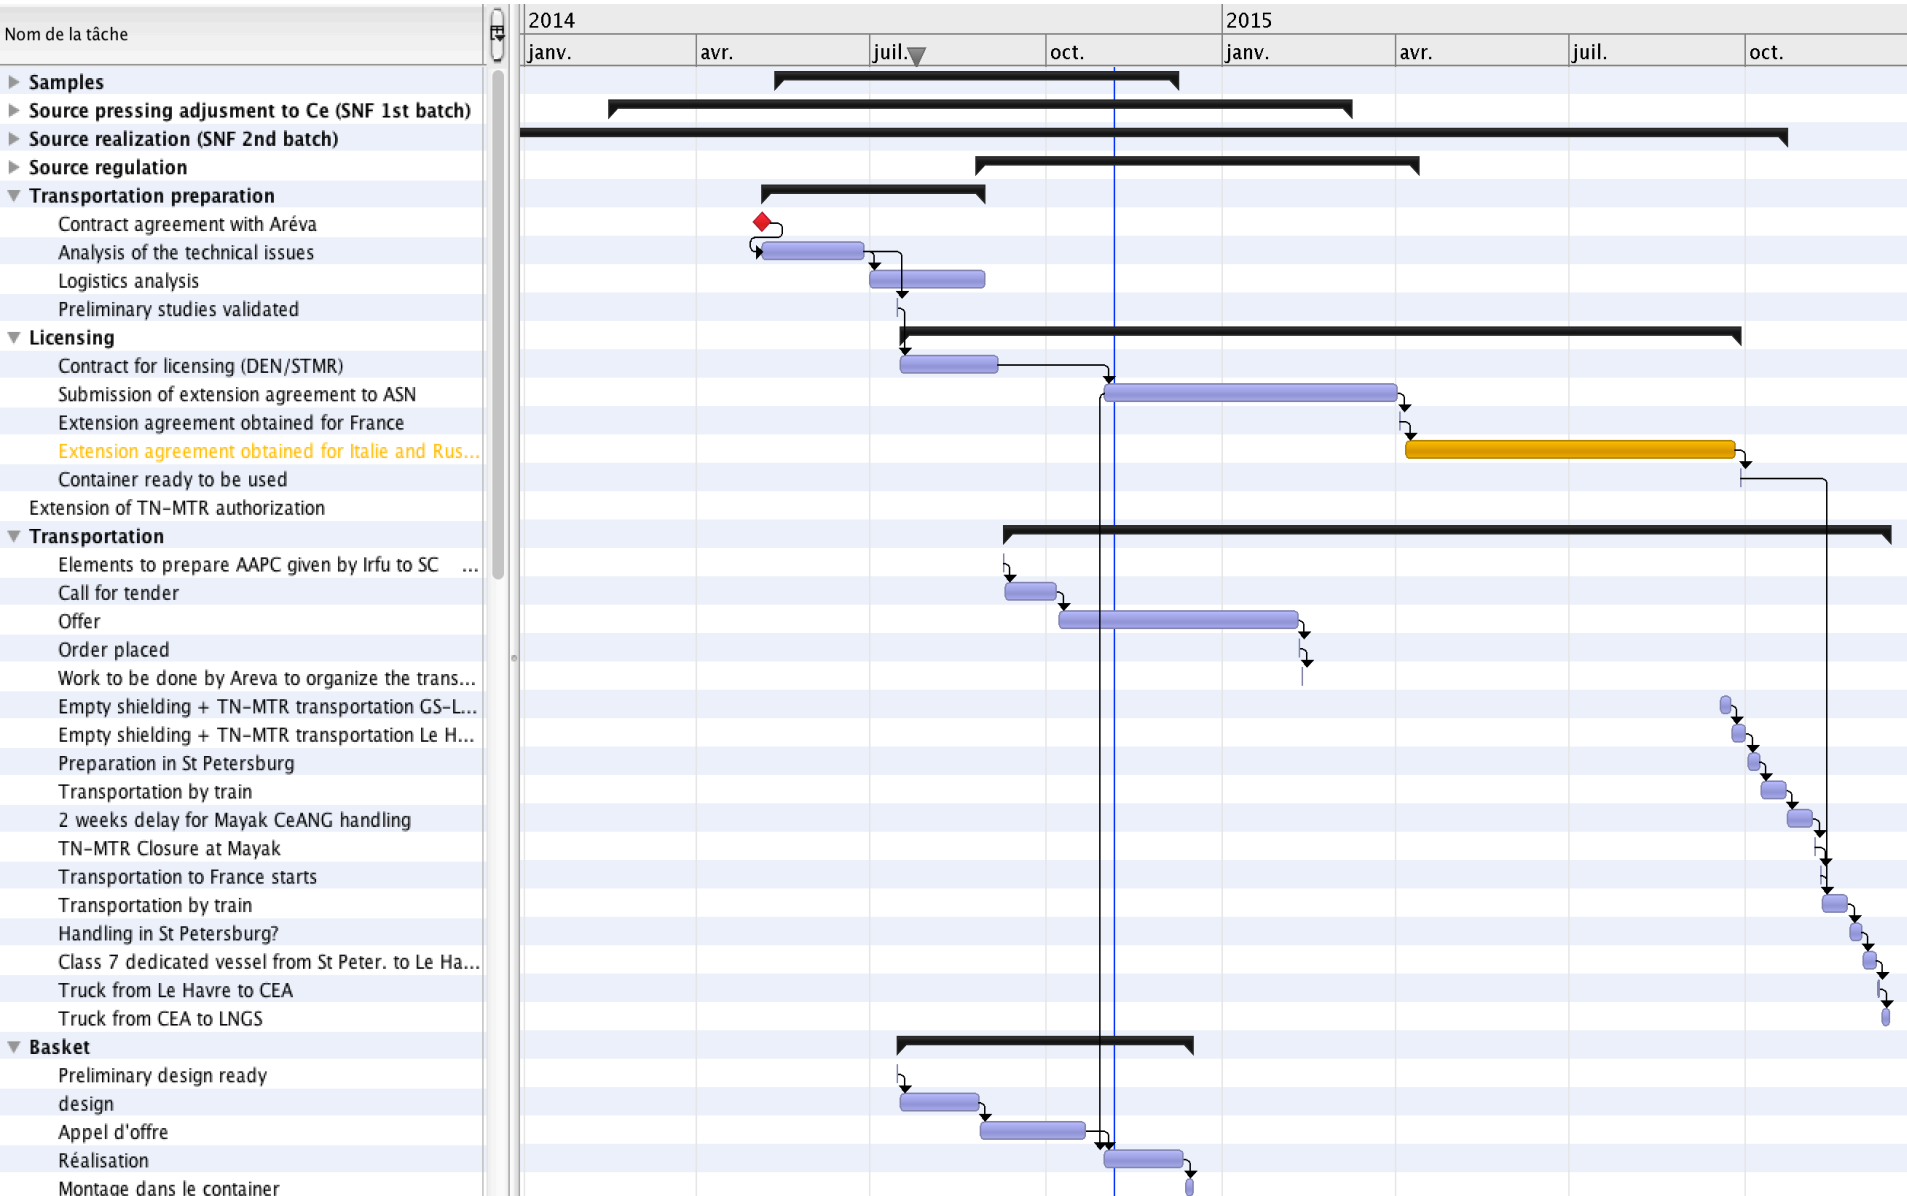 2014 2015
Nom de la tâche
janv. avr. juil. oct. janv. avr. juil. oct.
Samples
Source pressing adjusment to Ce (SNF 1st batch)
Source realization (SNF 2nd batch)
Source regulation
Transportation preparation
Contract agreement with Aréva
Analysis of the technical issues
Logistics analysis
Preliminary studies validated
Licensing
Contract for licensing (DEN/STMR)
Submission of extension agreement to ASN
Extension agreement obtained for France
Extension agreement obtained for Italie and Rus...
Container ready to be used
Extension of TN-MTR authorization
Transportation
Elements to prepare AAPC given by Irfu to SC ...
Call for tender
Offer
Order placed
Work to be done by Areva to organize the trans...
Empty shielding + TN-MTR transportation GS-L...
Empty shielding + TN-MTR transportation Le H...
Preparation in St Petersburg
Transportation by train
2 weeks delay for Mayak CeANG handling
TN-MTR Closure at Mayak
Transportation to France starts
Transportation by train
Handling in St Petersburg?
Class 7 dedicated vessel from St Peter. to Le Ha...
Truck from Le Havre to CEA
Truck from CEA to LNGS
Basket
Preliminary design ready
design
Appel d'offre
Réalisation
Montage dans le container